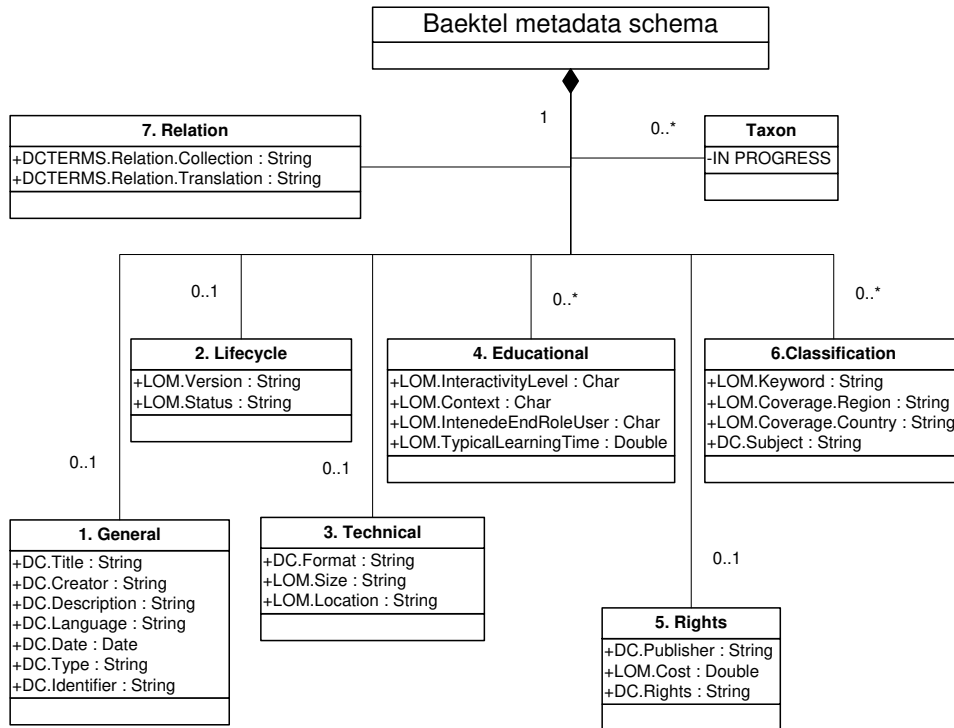 Baektel metadata schema
1
0..*
7. Relation
+DCTERMS.Relation.Collection : String
+DCTERMS.Relation.Translation : String
Taxon
-IN PROGRESS
0..1
0..*
0..*
2. Lifecycle
+LOM.Version : String
+LOM.Status : String
4. Educational
+LOM.InteractivityLevel : Char
+LOM.Context : Char
+LOM.IntenedeEndRoleUser : Char
+LOM.TypicalLearningTime : Double
6.Classification
+LOM.Keyword : String
+LOM.Coverage.Region : String
+LOM.Coverage.Country : String
+DC.Subject : String
0..1
0..1
0..1
1. General
+DC.Title : String
+DC.Creator : String
+DC.Description : String
+DC.Language : String
+DC.Date : Date
+DC.Type : String
+DC.Identifier : String
3. Technical
+DC.Format : String
+LOM.Size : String
+LOM.Location : String
5. Rights
+DC.Publisher : String
+LOM.Cost : Double
+DC.Rights : String